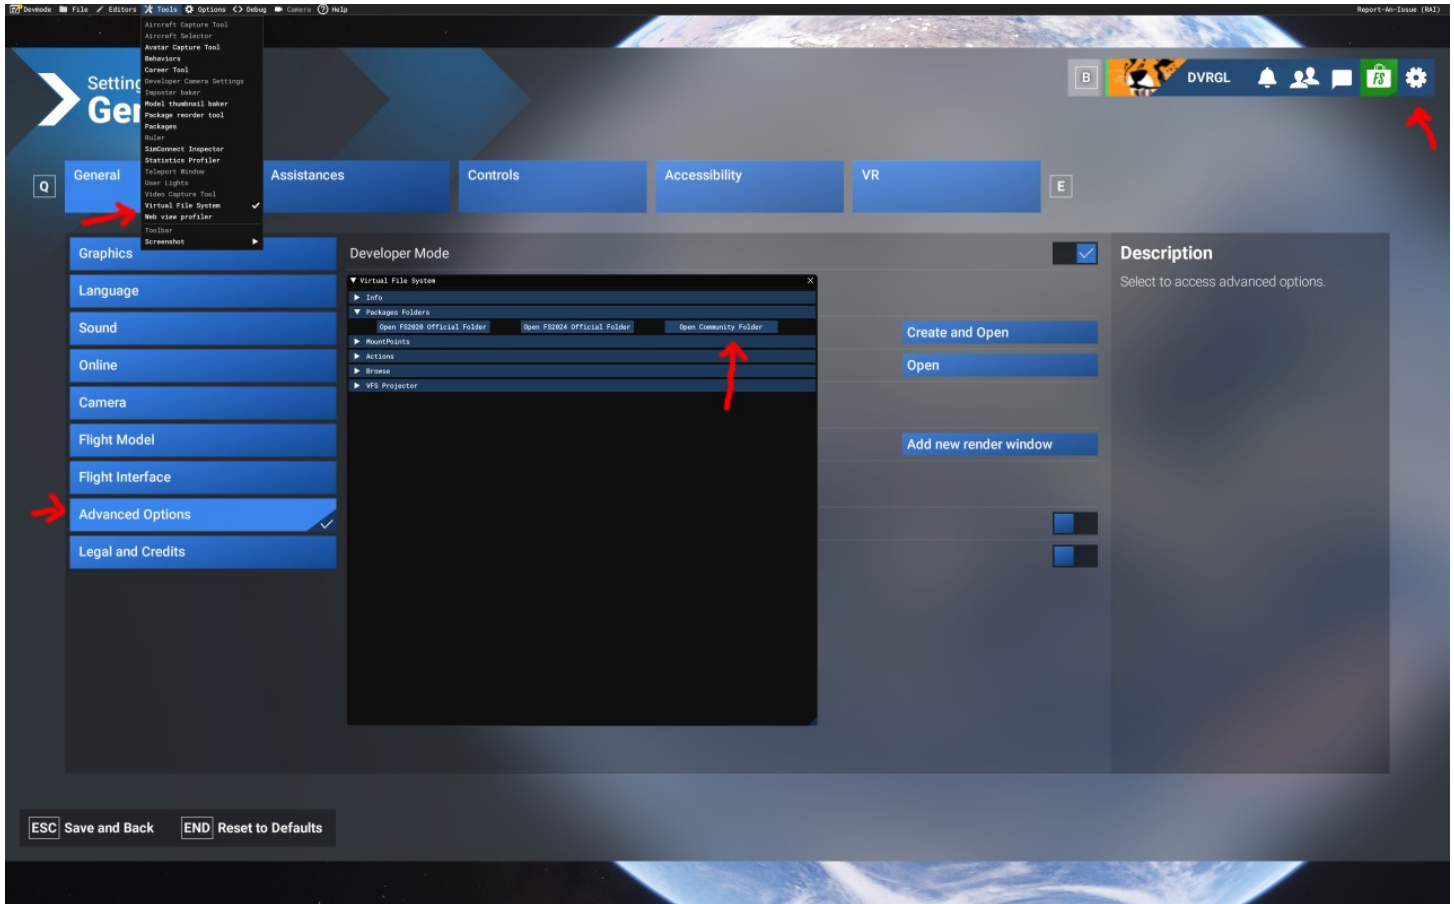 Devmode File Editors Tools Options Debug Camera Help
Report-An-Issue (RAI)
Aircraft Capture Tool
Aircraft Selector
Avatar Capture Tool
Behaviors
Career Tool
Developer Camera Settings
Imposter baker
Model thumbnail baker
Package reorder tool
Packages
Ruler
SimConnect Inspector
Statistics Profiler
Teleport Window
User Lights
Video Capture Tool
Virtual File System
Web view profiler
Toolbar
Screenshot
Setting
Ger
B
DVRGL
FS
Q
General
Assistances
Controls
Accessibility
VR
E
Graphics
Language
Sound
Online
Camera
Flight Model
Flight Interface
Advanced Options
Legal and Credits
Developer Mode
Virtual File System
X
Info
Packages Folders
Open FS2020 Official Folder
Open FS2024 Official Folder
Open Community Folder
MountPoints
Actions
Browse
VFS Projector
Create and Open
Open
Add new render window
Description
Select to access advanced options.
ESC Save and Back
END Reset to Defaults